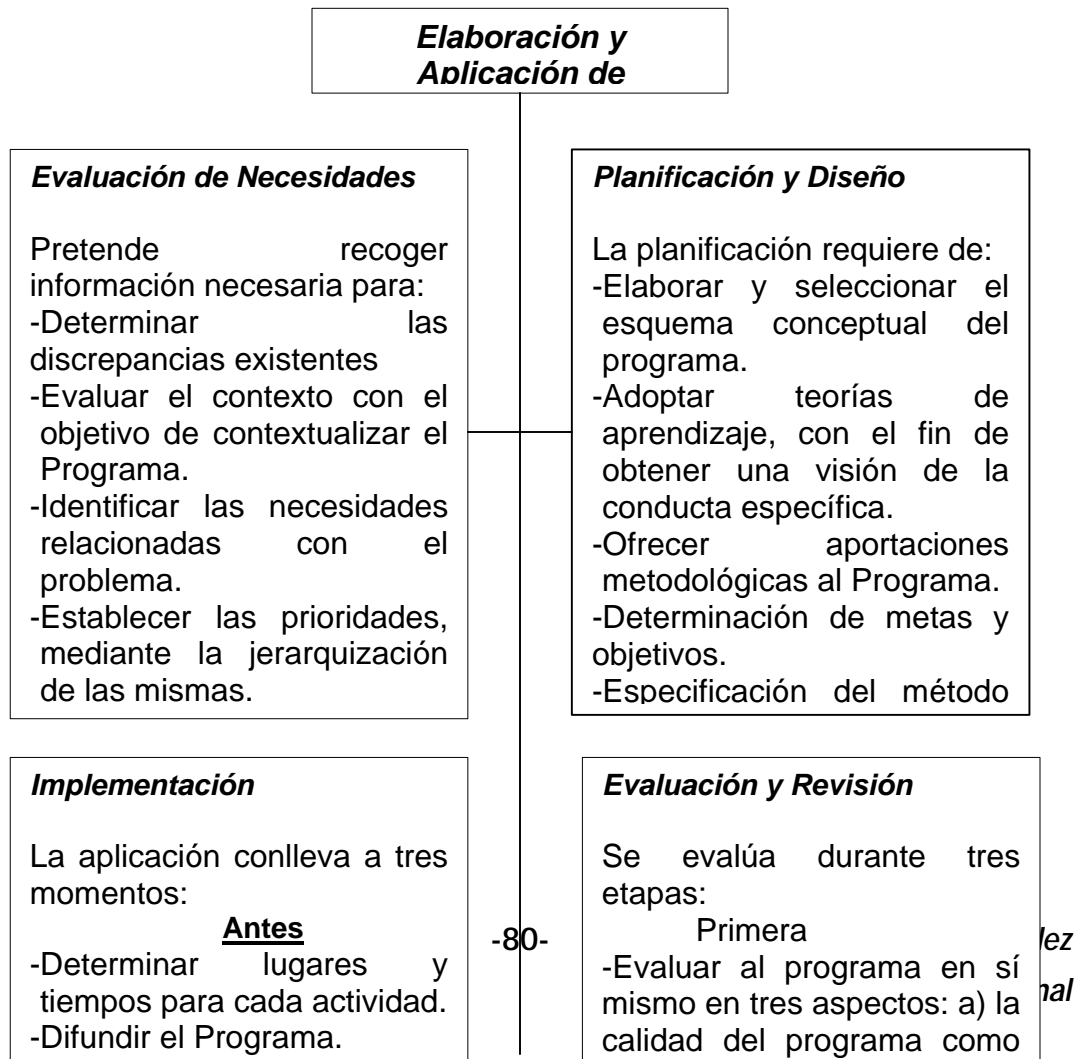 Elaboración y
Aplicación de
Evaluación de Necesidades
Pretende recoger
información necesaria para:
-Determinar las
discrepancias existentes
-Evaluar el contexto con el
objetivo de contextualizar el
Programa.
-Identificar las necesidades
relacionadas con el
problema.
-Establecer las prioridades,
mediante la jerarquización
de las mismas.
Planificación y Diseño
La planificación requiere de:
-Elaborar y seleccionar el
esquema conceptual del
programa.
-Adoptar teorías de
aprendizaje, con el fin de
obtener una visión de la
conducta específica.
-Ofrecer aportaciones
metodológicas al Programa.
-Determinación de metas y
objetivos.
-Especificación del método
Implementación
La aplicación conlleva a tres
momentos:
Antes
-Determinar lugares y
tiempos para cada actividad.
-Difundir el Programa.
-80-
Evaluación y Revisión
Se evalúa durante tres
etapas:
Primera
-Evaluar al programa en sí
mismo en tres aspectos: a) la
calidad del programa como